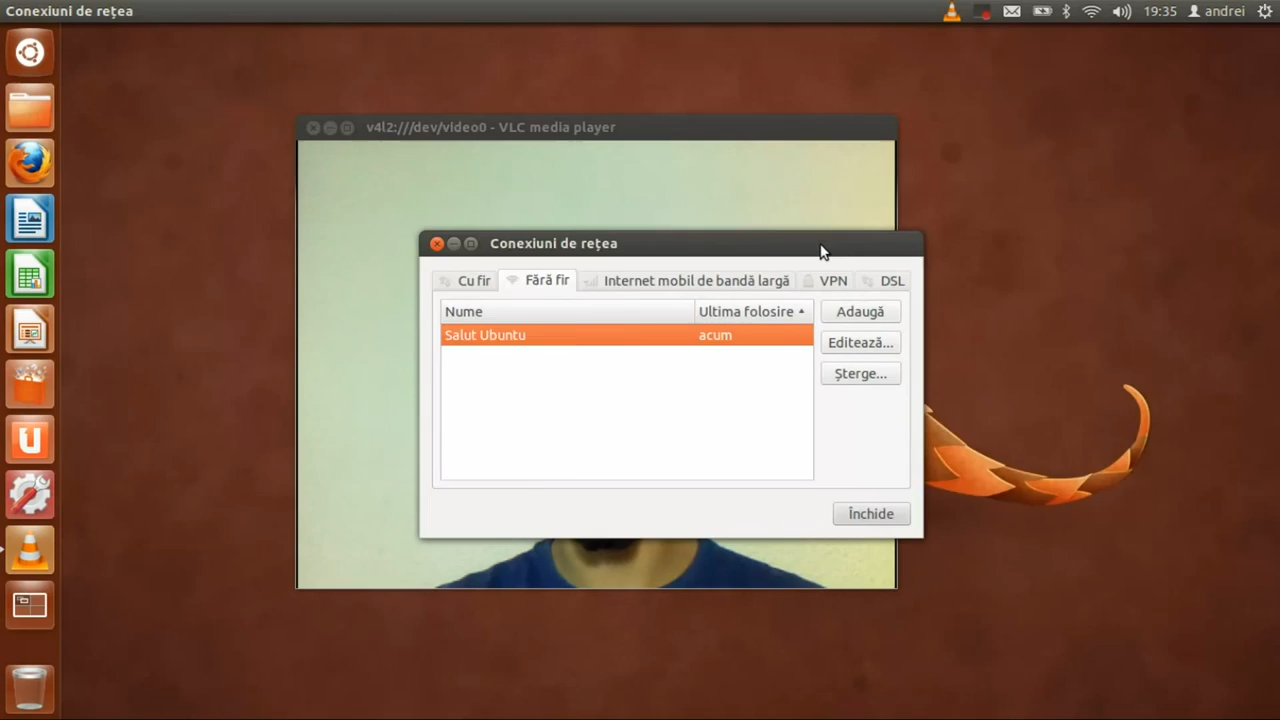 Conexiuni de rețea
19:35 andrei
v4l2:///dev/video0 - VLC media player
Conexiuni de rețea
Cu fir Fără fir Internet mobil de bandă largă VPN DSL
Nume Ultima folosire Adaugă
Salut Ubuntu acum
Editează...
Șterge...
Închide